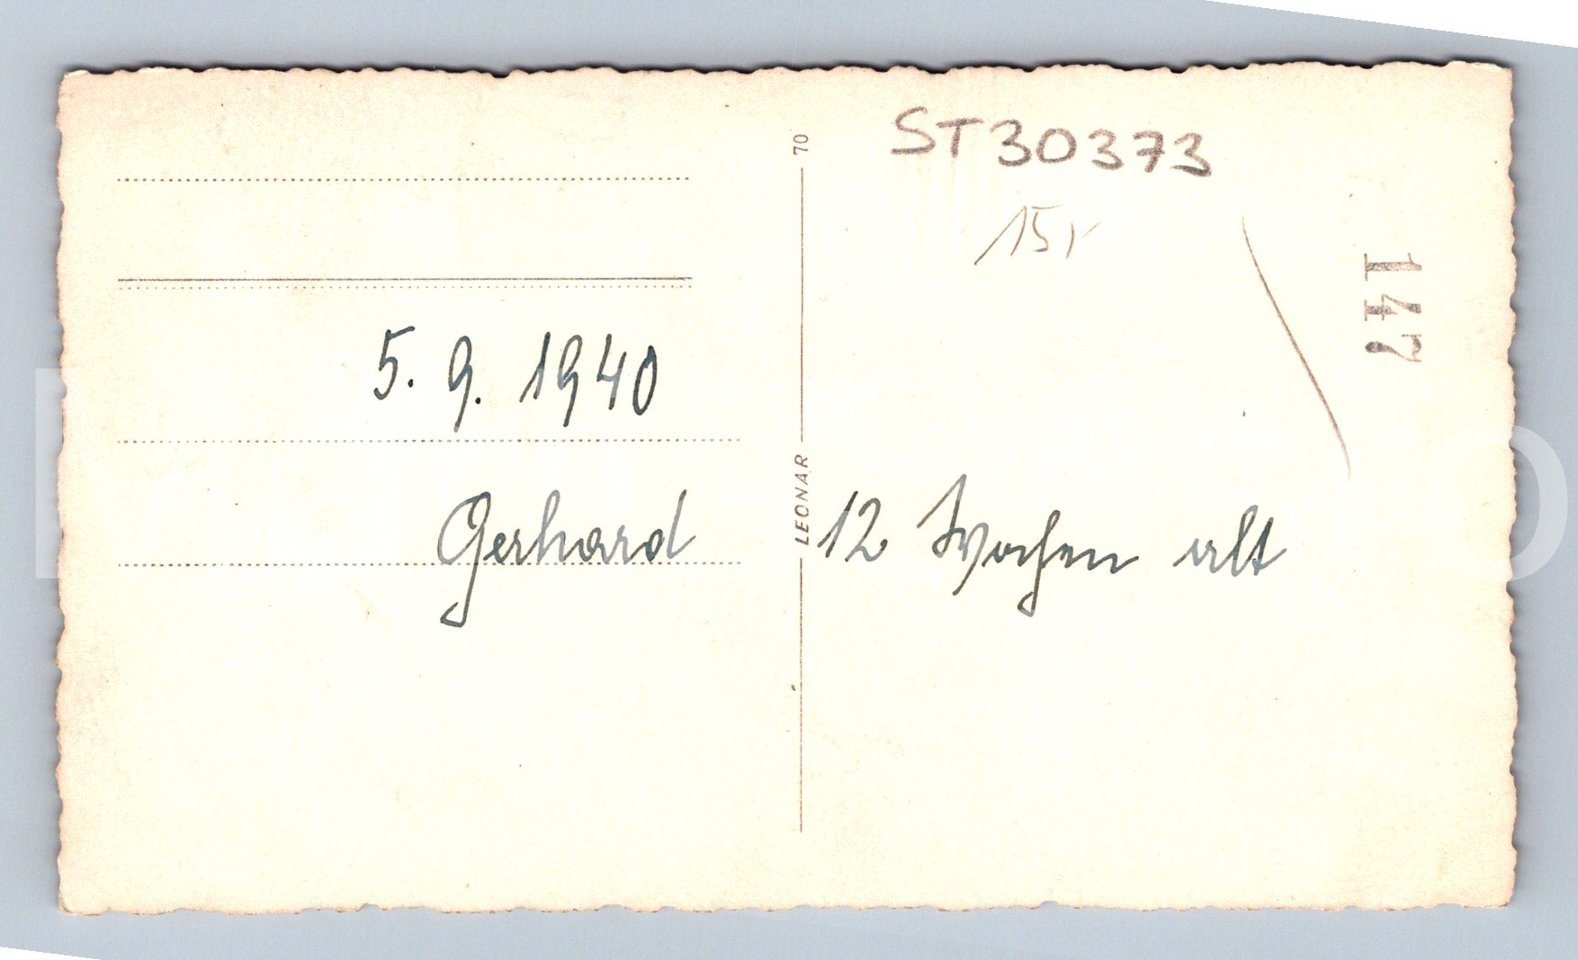 ST30373
15,-
147
5. 9. 1940
Gerhard 12 Wochen alt
LEONAR 70